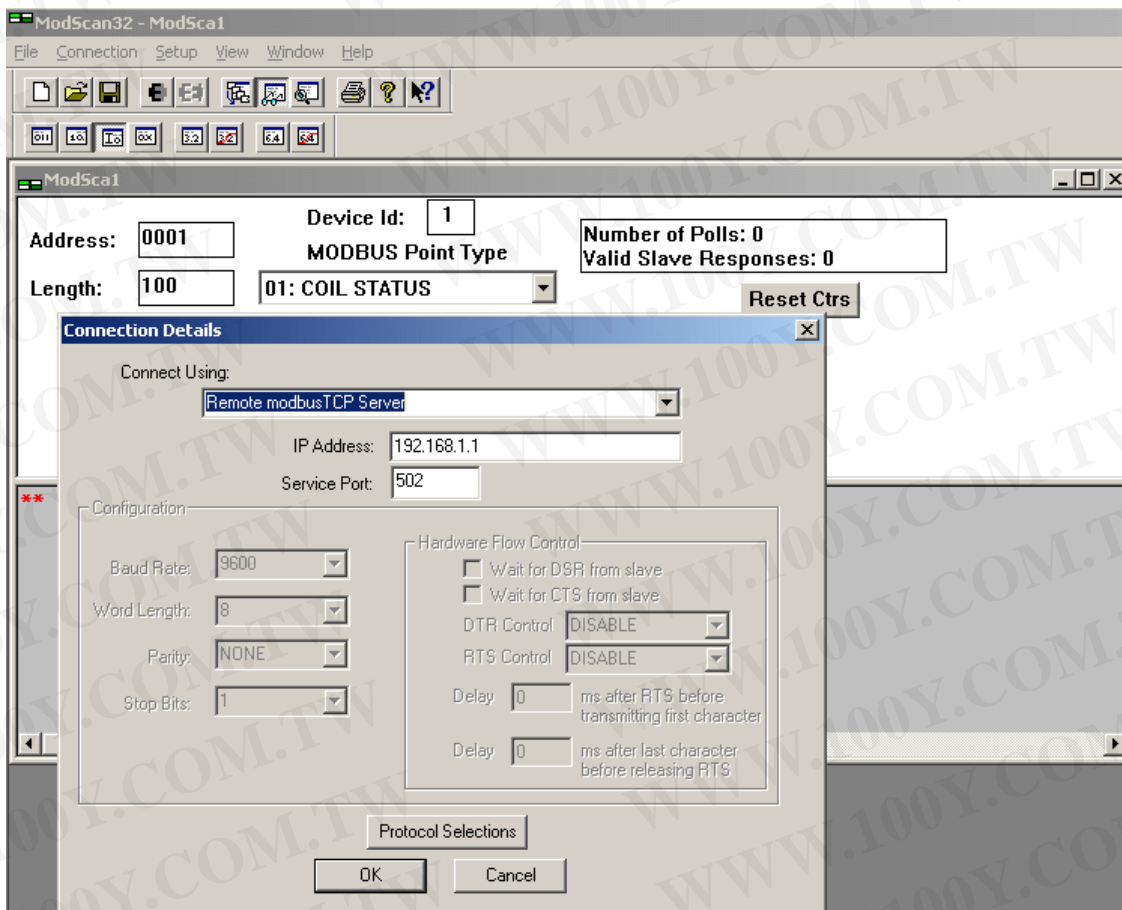 ModScan32 - ModSca1
File Connection Setup View Window Help
ModSca1
Device Id: 1
Address: 0001
MODBUS Point Type
Number of Polls: 0
Valid Slave Responses: 0
Length: 100
01: COIL STATUS
Reset Ctrs
Connection Details
Connect Using:
Remote modbusTCP Server
IP Address: 192.168.1.1
Service Port: 502
**
Configuration
Baud Rate: 9600
Word Length: 8
Parity: NONE
Stop Bits: 1
Hardware Flow Control
Wait for DSR from slave
Wait for CTS from slave
DTR Control DISABLE
RTS Control DISABLE
Delay 0 ms after RTS before
transmitting first character
Delay 0 ms after last character
before releasing RTS
Protocol Selections
OK Cancel
WWW.100Y.COM.TW